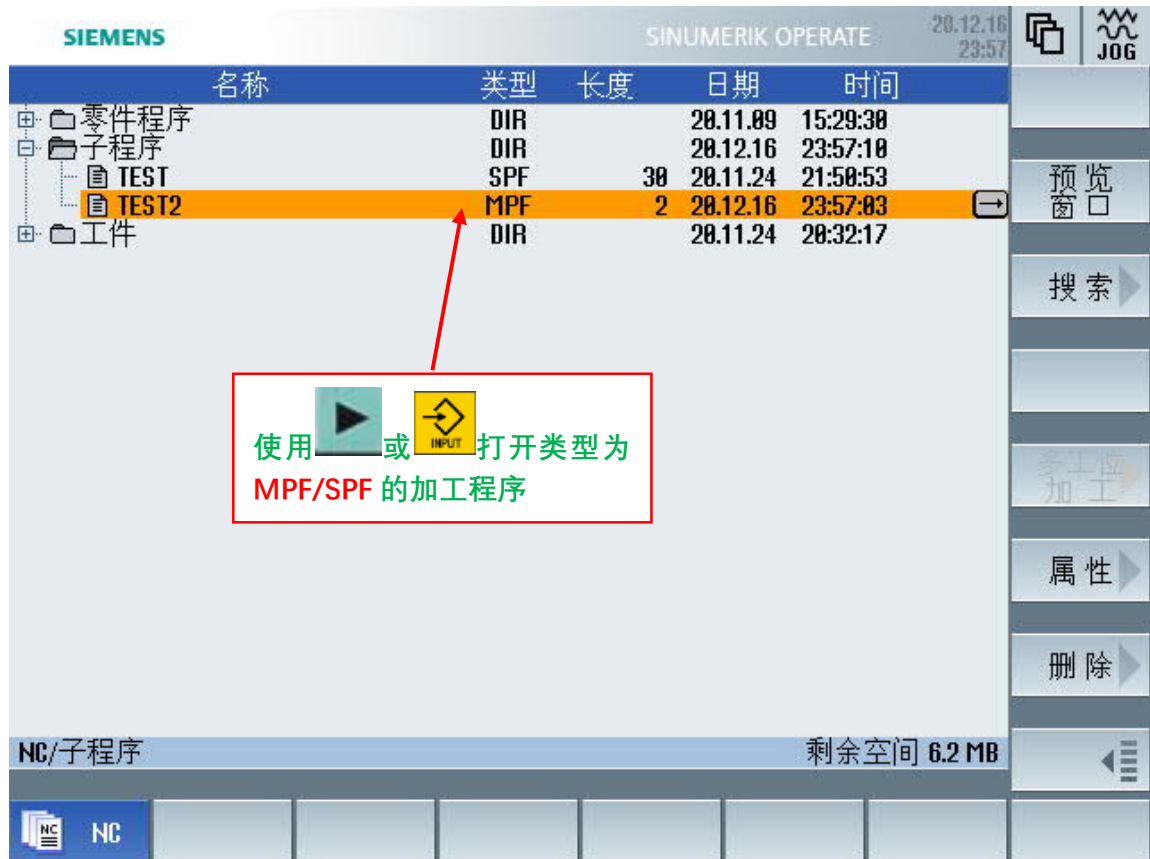 SIEMENS SINUMERIK OPERATE 20.12.16 23:57 JOG
名称 类型 长度 日期 时间
零件程序 DIR 20.11.09 15:29:30
子程序 DIR 20.12.16 23:57:10
TEST SPF 30 20.11.24 21:50:53
TEST2 MPF 2 20.12.16 23:57:03
工件 DIR 20.11.24 20:32:17
预览
窗口
搜索
使用 或 INPUT 打开类型为
MPF/SPF 的加工程序
多工位
加工
属性
删除
NC/子程序 剩余空间 6.2 MB
NC NC